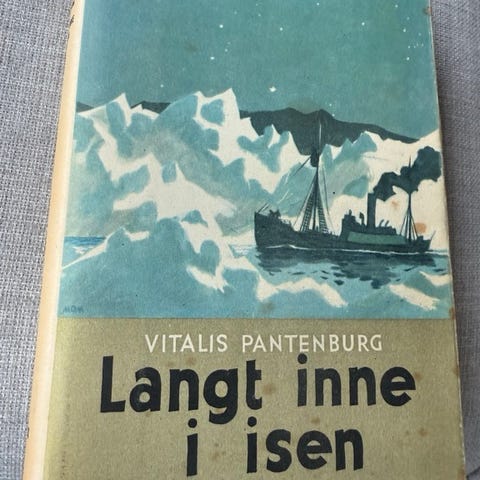 VITALIS PANTENBURG
Langt inne
i isen